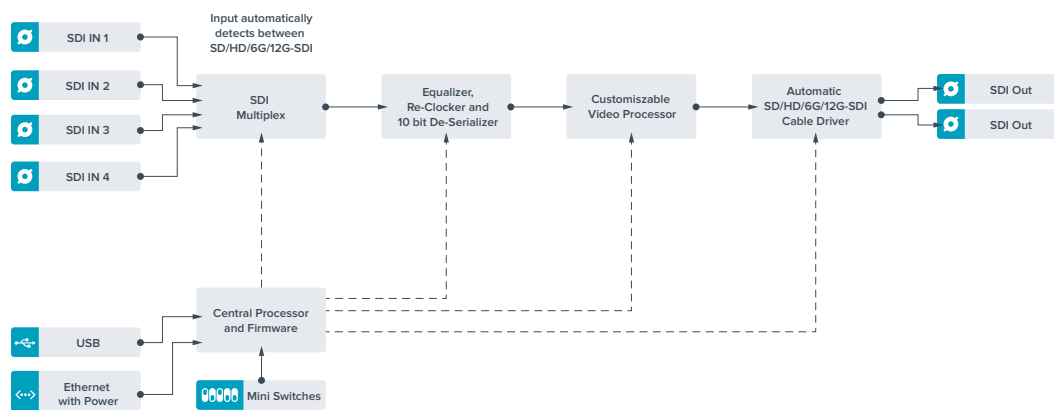 Input automatically
detects between
SD/HD/6G/12G-SDI
SDI IN 1
SDI IN 2
SDI IN 3
SDI IN 4
SDI
Multiplex
Equalizer,
Re-Clocker and
10 bit De-Serializer
Customiszable
Video Processor
Automatic
SD/HD/6G/12G-SDI
Cable Driver
SDI Out
SDI Out
Central Processor
and Firmware
USB
Ethernet
with Power
Mini Switches